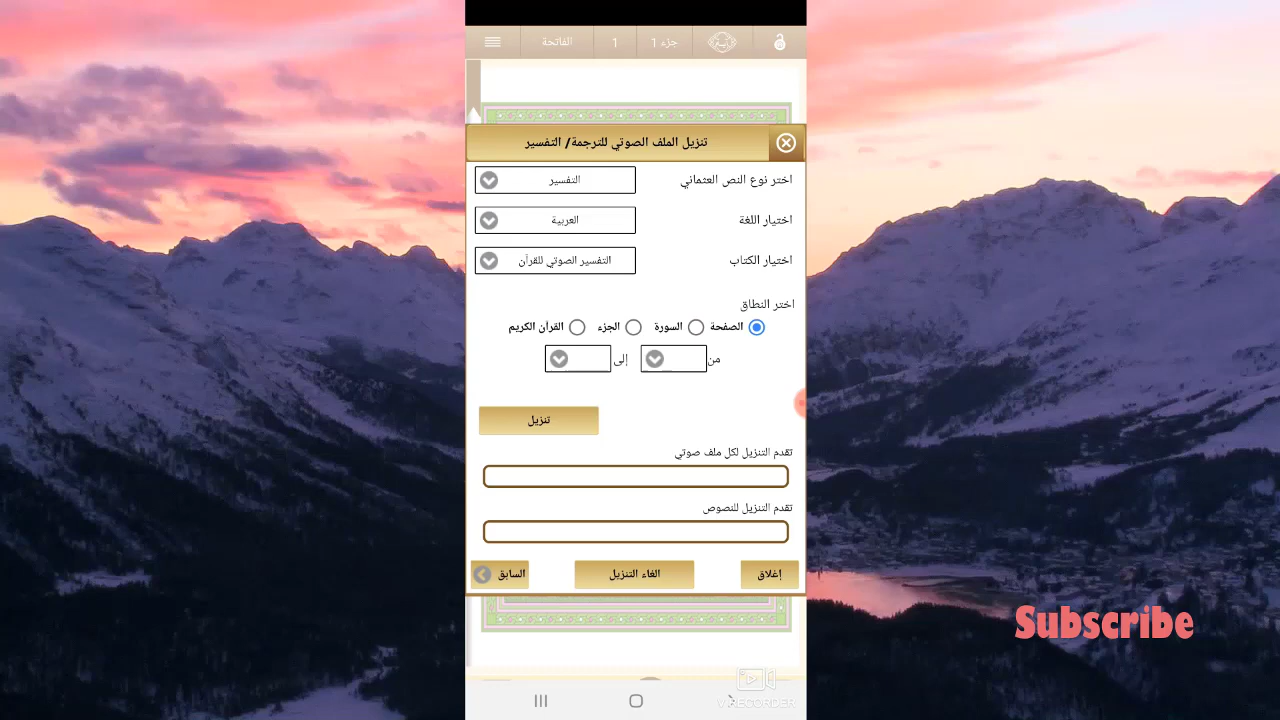 جزء 1
1
الفاتحة
تنزيل الملف الصوتي للترجمة/ التفسير
اختر نوع النص العثماني
التفسير
اختيار اللغة
العربية
اختيار الكتاب
التفسير الصوتي للقرآن
اختر النطاق
الصفحة السورة الجزء القرآن الكريم
من إلى
تنزيل
تقدم التنزيل لكل ملف صوتي
تقدم التنزيل للنصوص
إغلاق
الغاء التنزيل
السابق
Subscribe